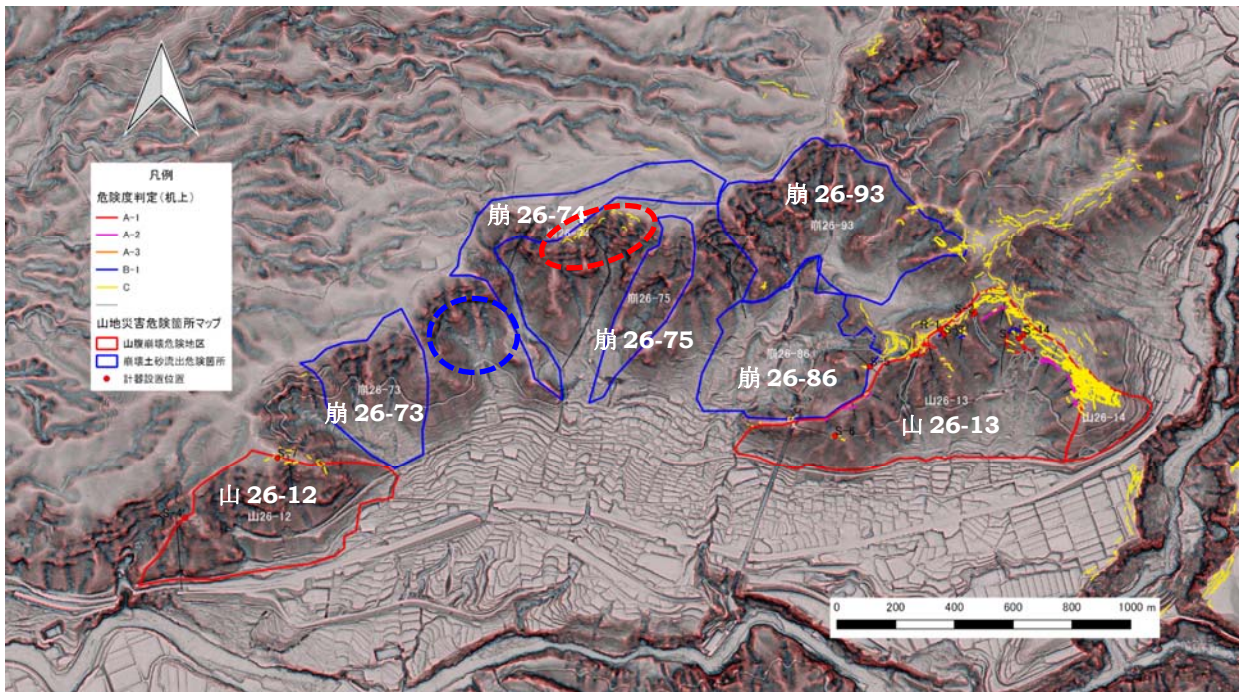 凡例
危険度判定(机上)
A-1
A-2
A-3
B-1
C
山地災害危険箇所マップ
山腹崩壊危険地区
崩壊土砂流出危険箇所
計器設置位置
崩 26-74
崩 26-93
崩26-93
崩26-75
崩 26-75
崩26-86
崩 26-86
崩26-73
崩 26-73
山26-13
山 26-13
山26-14
S-6
山 26-12
山26-12
0 200 400 600 800 1000 m